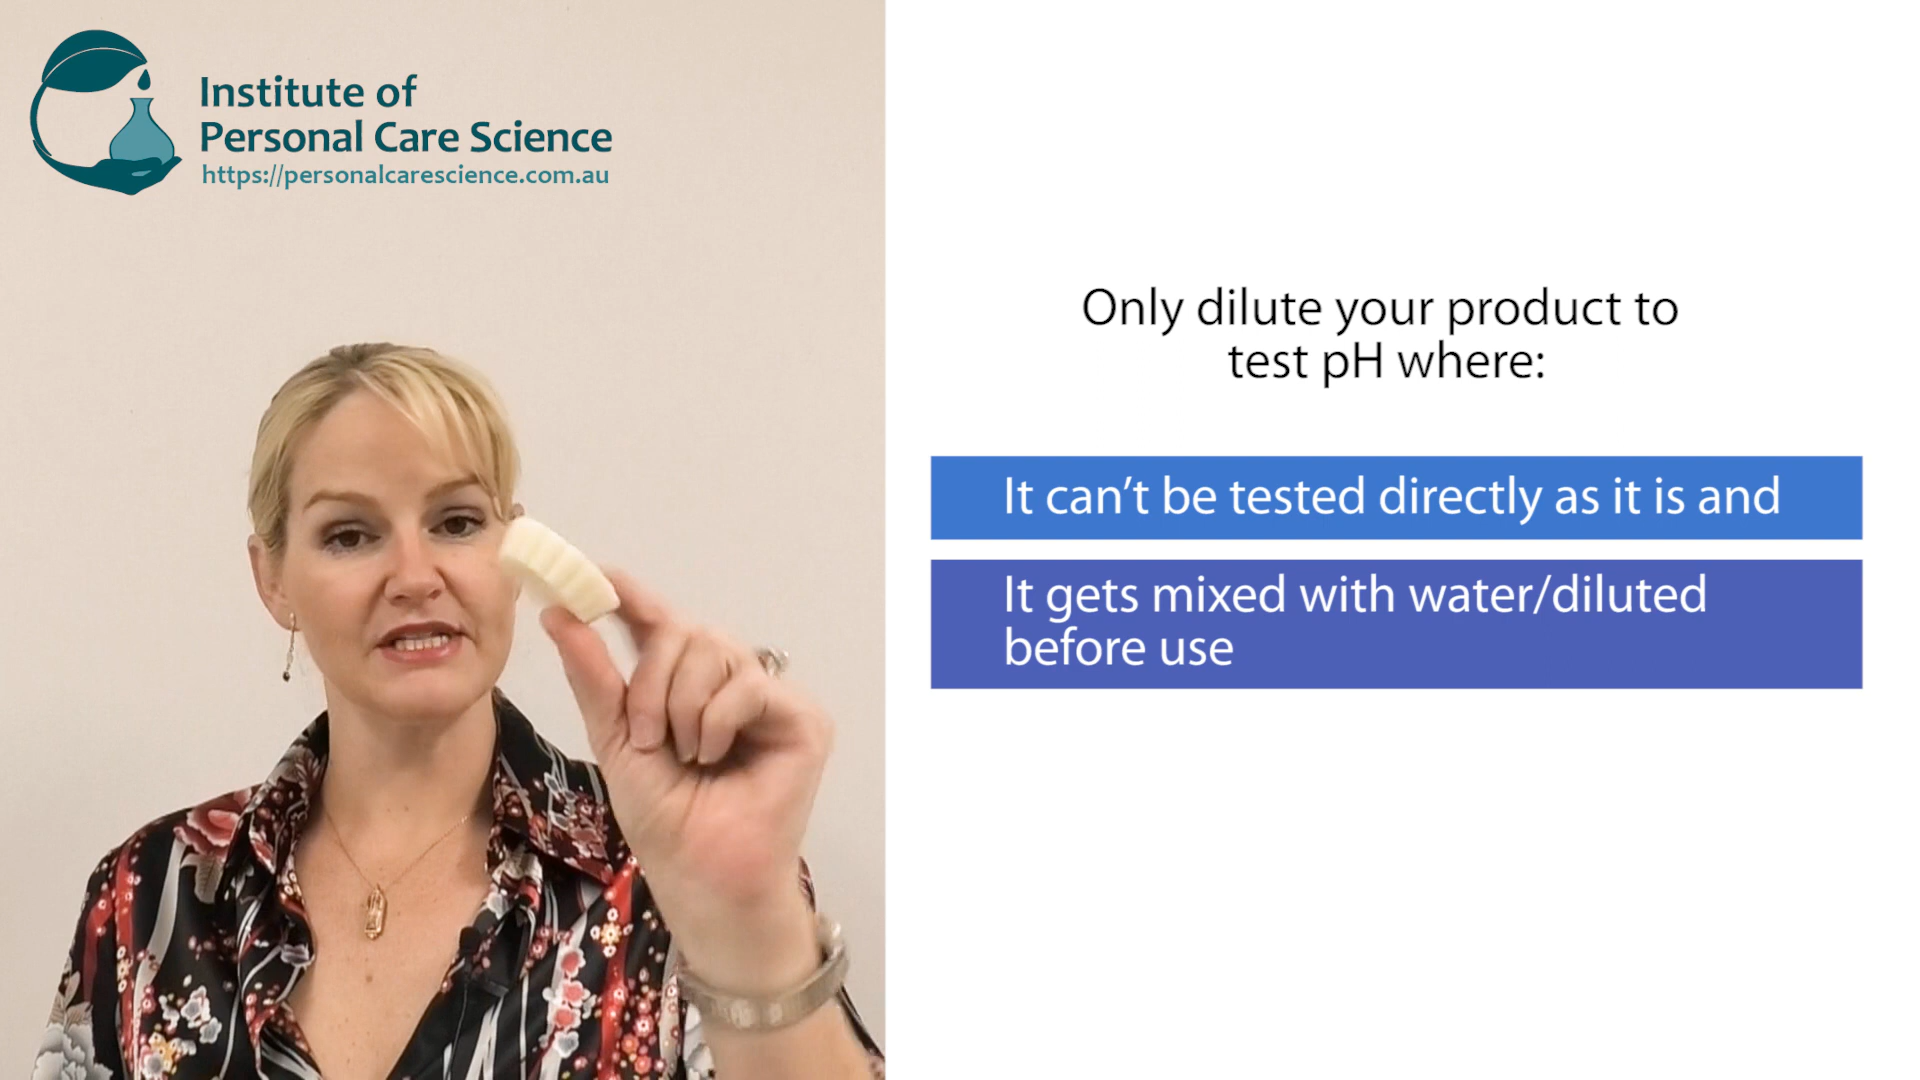 Institute of
Personal Care Science
https://personalcarescience.com.au
Only dilute your product to
test pH where:
It can’t be tested directly as it is and
It gets mixed with water/diluted
before use